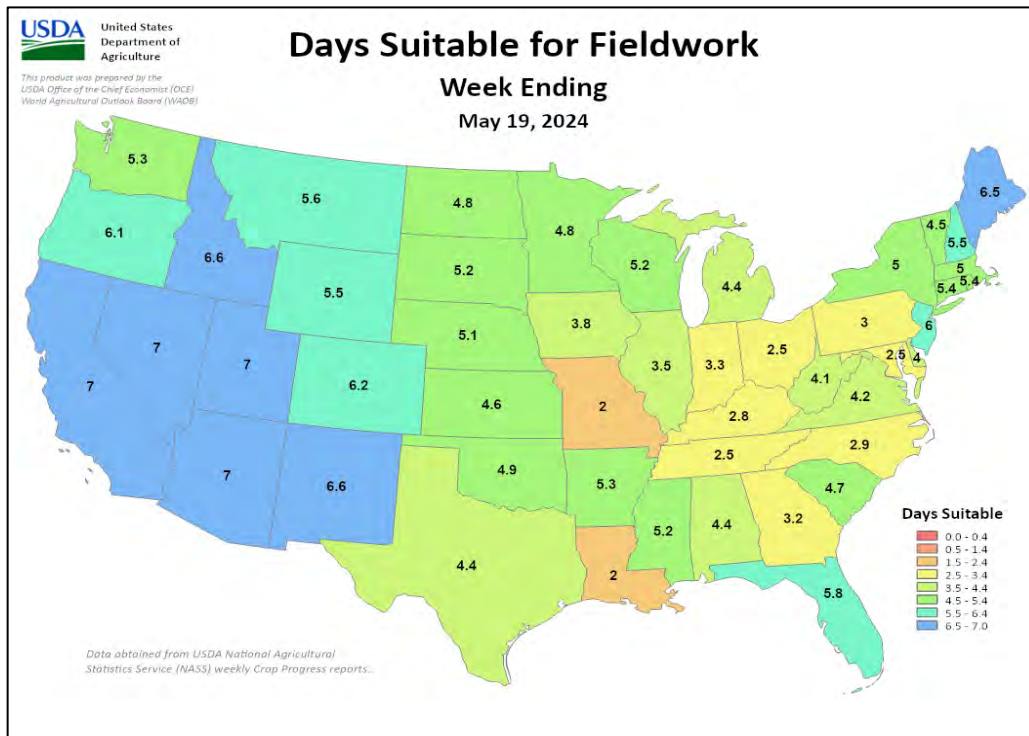 USDA
United States
Department of
Agriculture
This product was prepared by the
USDA Office of the Chief Economist (OCE)
World Agricultural Outlook Board (WAOB)
Days Suitable for Fieldwork
Week Ending
May 19, 2024
5.3
5.6
4.8
4.8
6.5
6.1
6.6
5.5
5.2
5.2
4.4
5
4.5
5.5
5
5.4
5.4
7
7
7
6.2
5.1
3.8
3.5
3.3
2.5
3
6
2.5
4
4.6
2
2.8
4.1
4.2
7
6.6
4.9
5.3
2.5
2.9
4.4
2
5.2
4.4
3.2
4.7
5.8
Days Suitable
0.0 - 0.4
0.5 - 1.4
1.5 - 2.4
2.5 - 3.4
3.5 - 4.4
4.5 - 5.4
5.5 - 6.4
6.5 - 7.0
Data obtained from USDA National Agricultural
Statistics Service (NASS) weekly Crop Progress reports..